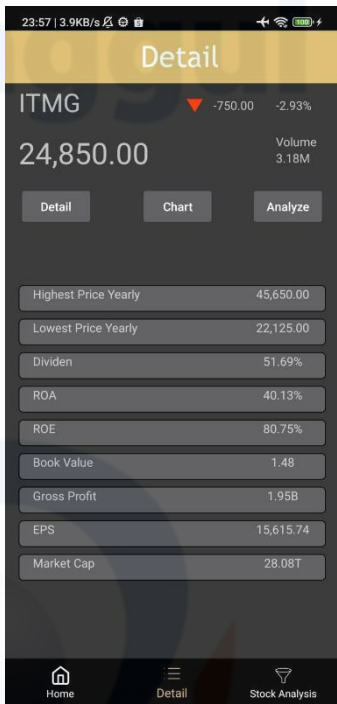 23:57 | 3.9KB/s
100
Detail
ITMG -750.00 -2.93%
24,850.00 Volume
3.18M
Detail Chart Analyze
Highest Price Yearly 45,650.00
Lowest Price Yearly 22,125.00
Dividen 51.69%
ROA 40.13%
ROE 80.75%
Book Value 1.48
Gross Profit 1.95B
EPS 15,615.74
Market Cap 28.08T
Home Detail Stock Analysis